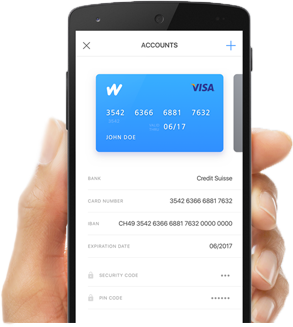 ACCOUNTS
W
VISA
3542 6366 6881 7632
06/17
JOHN DOE
BANK Credit Suisse
CARD NUMBER 3542 6366 6881 7632
IBAN CH49 3542 6366 6881 7632 0000 0000
EXPIRATION DATE 06/2017
SECURITY CODE •••
PIN CODE ••••••